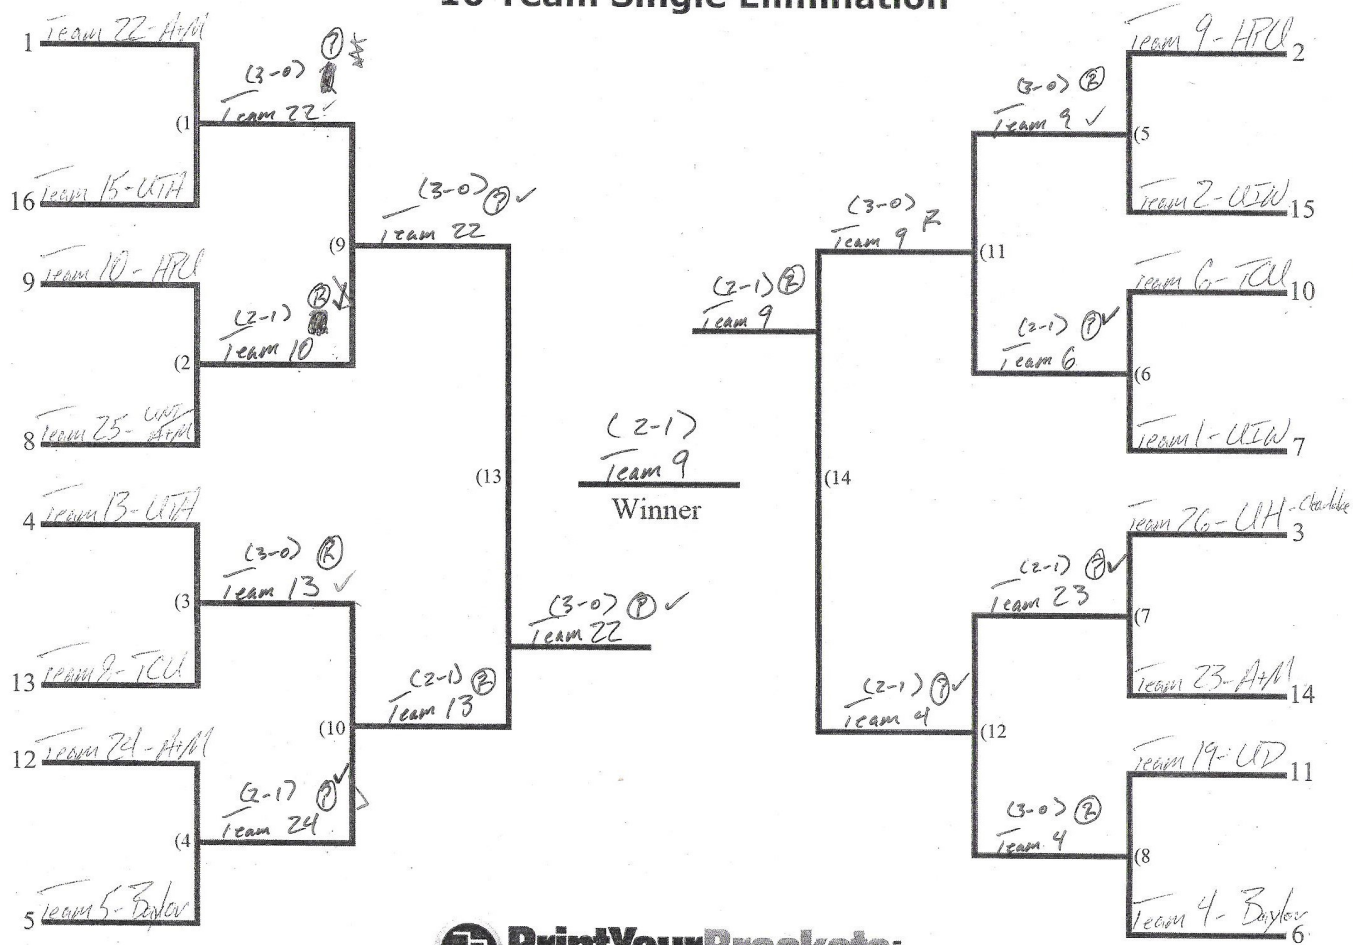 16 Team Single Elimination
1 Team 22-A+M
(3-0) P
Team 22
(1
16 Team 15-UTA
(3-0) P
Team 22
(9
9 Team 10-HPU
(2-1) R
Team 10
(2
8 Team 25- UNT A+M
(13
4 Team 13-UTA
(3-0) R
Team 13
(3
13 Team 8-TCU
(2-1) R
Team 13
(10
12 Team 24-A+M
(2-1) P
Team 24
(4
5 Team 5-Baylor
(3-0) P
Team 22
(2-1)
Team 9
Winner
(2-1) R
Team 9
(14
(3-0) R
Team 9
(11
(3-0) R
Team 9
(5
Team 9-HPU 2
Team 2-UIW 15
(2-1) P
Team 6
(6
Team 6-TCU 10
Team 1-UIW 7
(2-1) P
Team 4
(12
(2-1) P
Team 23
(7
Team 26-UH-Clearlake 3
Team 23-A+M 14
(3-0) R
Team 4
(8
Team 19-UD 11
Team 4-Baylor 6
PrintYourBrackets